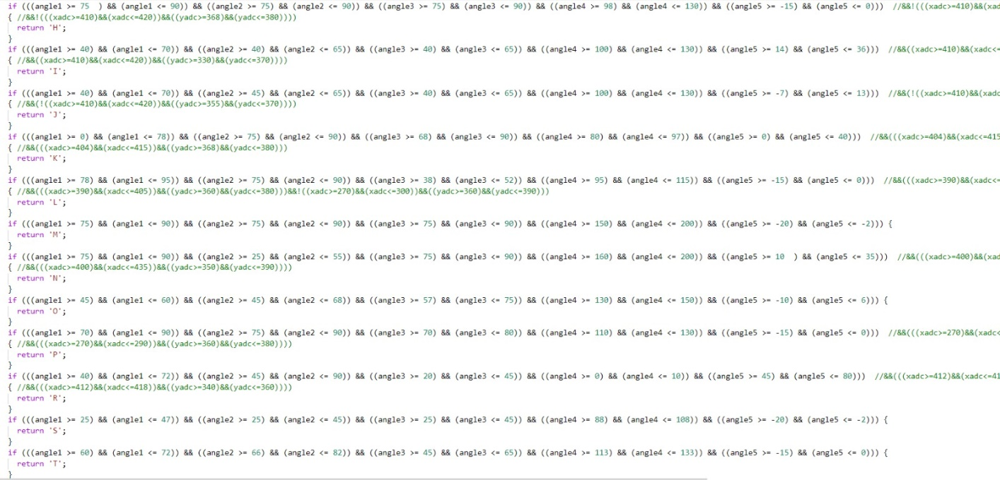 if (((angle1 >= 75  ) && (angle1 <= 90)) && ((angle2 >= 75) && (angle2 <= 90)) && ((angle3 >= 75) && (angle3 <= 90)) && ((angle4 >= 98) && (angle4 <= 130)) && ((angle5 >= -15) && (angle5 <= 0)))  //&&!(((xadc>=410)&&(xad
{ //&&!(((xadc>=410)&&(xadc<=420))&&((yadc>=368)&&(yadc<=380))))
return 'H';
}
if (((angle1 >= 40) && (angle1 <= 70)) && ((angle2 >= 40) && (angle2 <= 65)) && ((angle3 >= 40) && (angle3 <= 65)) && ((angle4 >= 100) && (angle4 <= 130)) && ((angle5 >= 14) && (angle5 <= 36)))  //&&((xadc>=410)&&(xadc<=
{ //&&((xadc>=410)&&(xadc<=420))&&((yadc>=330)&&(yadc<=370))))
return 'I';
}
if (((angle1 >= 40) && (angle1 <= 70)) && ((angle2 >= 45) && (angle2 <= 65)) && ((angle3 >= 40) && (angle3 <= 65)) && ((angle4 >= 100) && (angle4 <= 130)) && ((angle5 >= -7) && (angle5 <= 13)))  //&&(!((xadc>=410)&&(xadc
{ //&&(!((xadc>=410)&&(xadc<=420))&&((yadc>=355)&&(yadc<=370))))
return 'J';
}
if (((angle1 >= 0) && (angle1 <= 78)) && ((angle2 >= 75) && (angle2 <= 90)) && ((angle3 >= 68) && (angle3 <= 90)) && ((angle4 >= 80) && (angle4 <= 97)) && ((angle5 >= 0) && (angle5 <= 40)))  //&&(((xadc>=404)&&(xadc<=415
{ //&&(((xadc>=404)&&(xadc<=415))&&((yadc>=368)&&(yadc<=380)))
return 'K';
}
if (((angle1 >= 78) && (angle1 <= 95)) && ((angle2 >= 75) && (angle2 <= 90)) && ((angle3 >= 38) && (angle3 <= 52)) && ((angle4 >= 95) && (angle4 <= 115)) && ((angle5 >= -15) && (angle5 <= 0)))  //&&(((xadc>=390)&&(xadc<=
{ //&&(((xadc>=390)&&(xadc<=405))&&((yadc>=360)&&(yadc<=380)))&&!((xadc>=270)&&(xadc<=300))&&((yadc>=360)&&(yadc<=390)))
return 'L';
}
if (((angle1 >= 75) && (angle1 <= 90)) && ((angle2 >= 75) && (angle2 <= 90)) && ((angle3 >= 75) && (angle3 <= 90)) && ((angle4 >= 150) && (angle4 <= 200)) && ((angle5 >= -20) && (angle5 <= -2))) {
return 'M';
}
if (((angle1 >= 75) && (angle1 <= 90)) && ((angle2 >= 25) && (angle2 <= 55)) && ((angle3 >= 75) && (angle3 <= 90)) && ((angle4 >= 160) && (angle4 <= 200)) && ((angle5 >= 10  ) && (angle5 <= 35)))  //&&(((xadc>=400)&&(xad
{ //&&(((xadc>=400)&&(xadc<=435))&&((yadc>=350)&&(yadc<=390))))
return 'N';
}
if (((angle1 >= 45) && (angle1 <= 60)) && ((angle2 >= 45) && (angle2 <= 68)) && ((angle3 >= 57) && (angle3 <= 75)) && ((angle4 >= 130) && (angle4 <= 150)) && ((angle5 >= -10) && (angle5 <= 6))) {
return 'O';
}
if (((angle1 >= 70) && (angle1 <= 90)) && ((angle2 >= 75) && (angle2 <= 90)) && ((angle3 >= 70) && (angle3 <= 80)) && ((angle4 >= 110) && (angle4 <= 130)) && ((angle5 >= -15) && (angle5 <= 0)))  //&&(((xadc>=270)&&(xadc<
{ //&&(((xadc>=270)&&(xadc<=290))&&((yadc>=360)&&(yadc<=380))))
return 'P';
}
if (((angle1 >= 40) && (angle1 <= 72)) && ((angle2 >= 45) && (angle2 <= 90)) && ((angle3 >= 20) && (angle3 <= 45)) && ((angle4 >= 0) && (angle4 <= 10)) && ((angle5 >= 45) && (angle5 <= 80)))  //&&(((xadc>=412)&&(xadc<=41
{ //&&(((xadc>=412)&&(xadc<=418))&&((yadc>=340)&&(yadc<=360))))
return 'R';
}
if (((angle1 >= 25) && (angle1 <= 47)) && ((angle2 >= 25) && (angle2 <= 45)) && ((angle3 >= 25) && (angle3 <= 45)) && ((angle4 >= 88) && (angle4 <= 108)) && ((angle5 >= -20) && (angle5 <= -2))) {
return 'S';
}
if (((angle1 >= 60) && (angle1 <= 72)) && ((angle2 >= 66) && (angle2 <= 82)) && ((angle3 >= 45) && (angle3 <= 65)) && ((angle4 >= 113) && (angle4 <= 133)) && ((angle5 >= -15) && (angle5 <= 0))) {
return 'T';
}